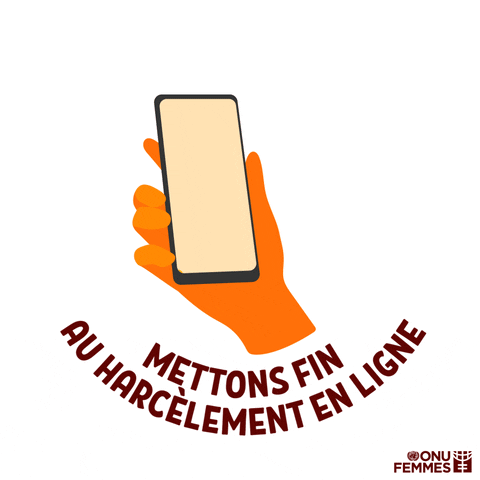 METTONS FIN
AU HARCÈLEMENT EN LIGNE
ONU
FEMMES